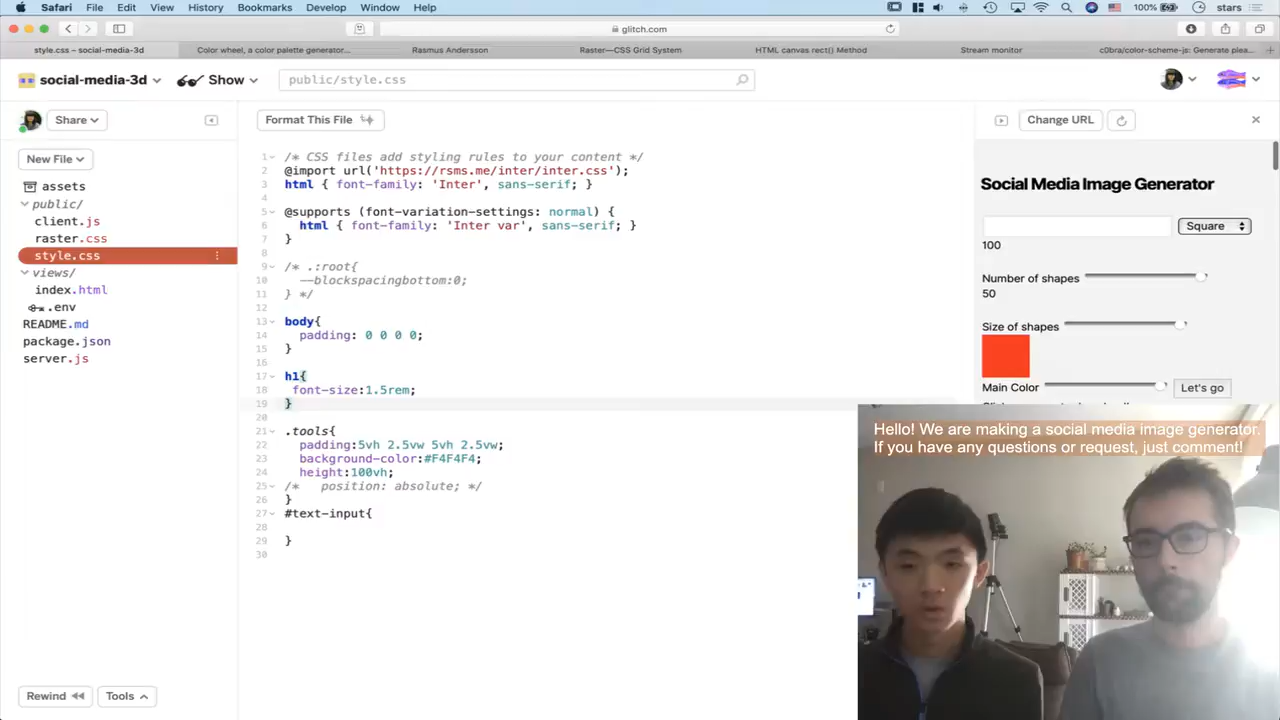 Safari File Edit View History Bookmarks Develop Window Help 100% stars
glitch.com
style.css – social-media-3d
Color wheel, a color palette generator...
Rasmus Andersson
Raster—CSS Grid System
HTML canvas rect() Method
Stream monitor
c0bra/color-scheme-js: Generate plea...
social-media-3d
Show
public/style.css
Share
Format This File
Change URL
New File
assets
public/
client.js
raster.css
style.css
views/
index.html
.env
README.md
package.json
server.js
1 /* CSS files add styling rules to your content */
2 @import url('https://rsms.me/inter/inter.css');
3 html { font-family: 'Inter', sans-serif; }
4
5 @supports (font-variation-settings: normal) {
6 html { font-family: 'Inter var', sans-serif; }
7 }
8
9 /* .:root{
10 --blockspacingbottom:0;
11 } */
12
13 body{
14 padding: 0 0 0 0;
15 }
16
17 h1{
18 font-size:1.5rem;
19 }
20
21 .tools{
22 padding:5vh 2.5vw 5vh 2.5vw;
23 background-color:#F4F4F4;
24 height:100vh;
25 /* position: absolute; */
26 }
27 #text-input{
28
29 }
30
Social Media Image Generator
Square
100
Number of shapes
50
Size of shapes
Main Color
Let's go
Hello! We are making a social media image generator.
If you have any questions or request, just comment!
Rewind
Tools